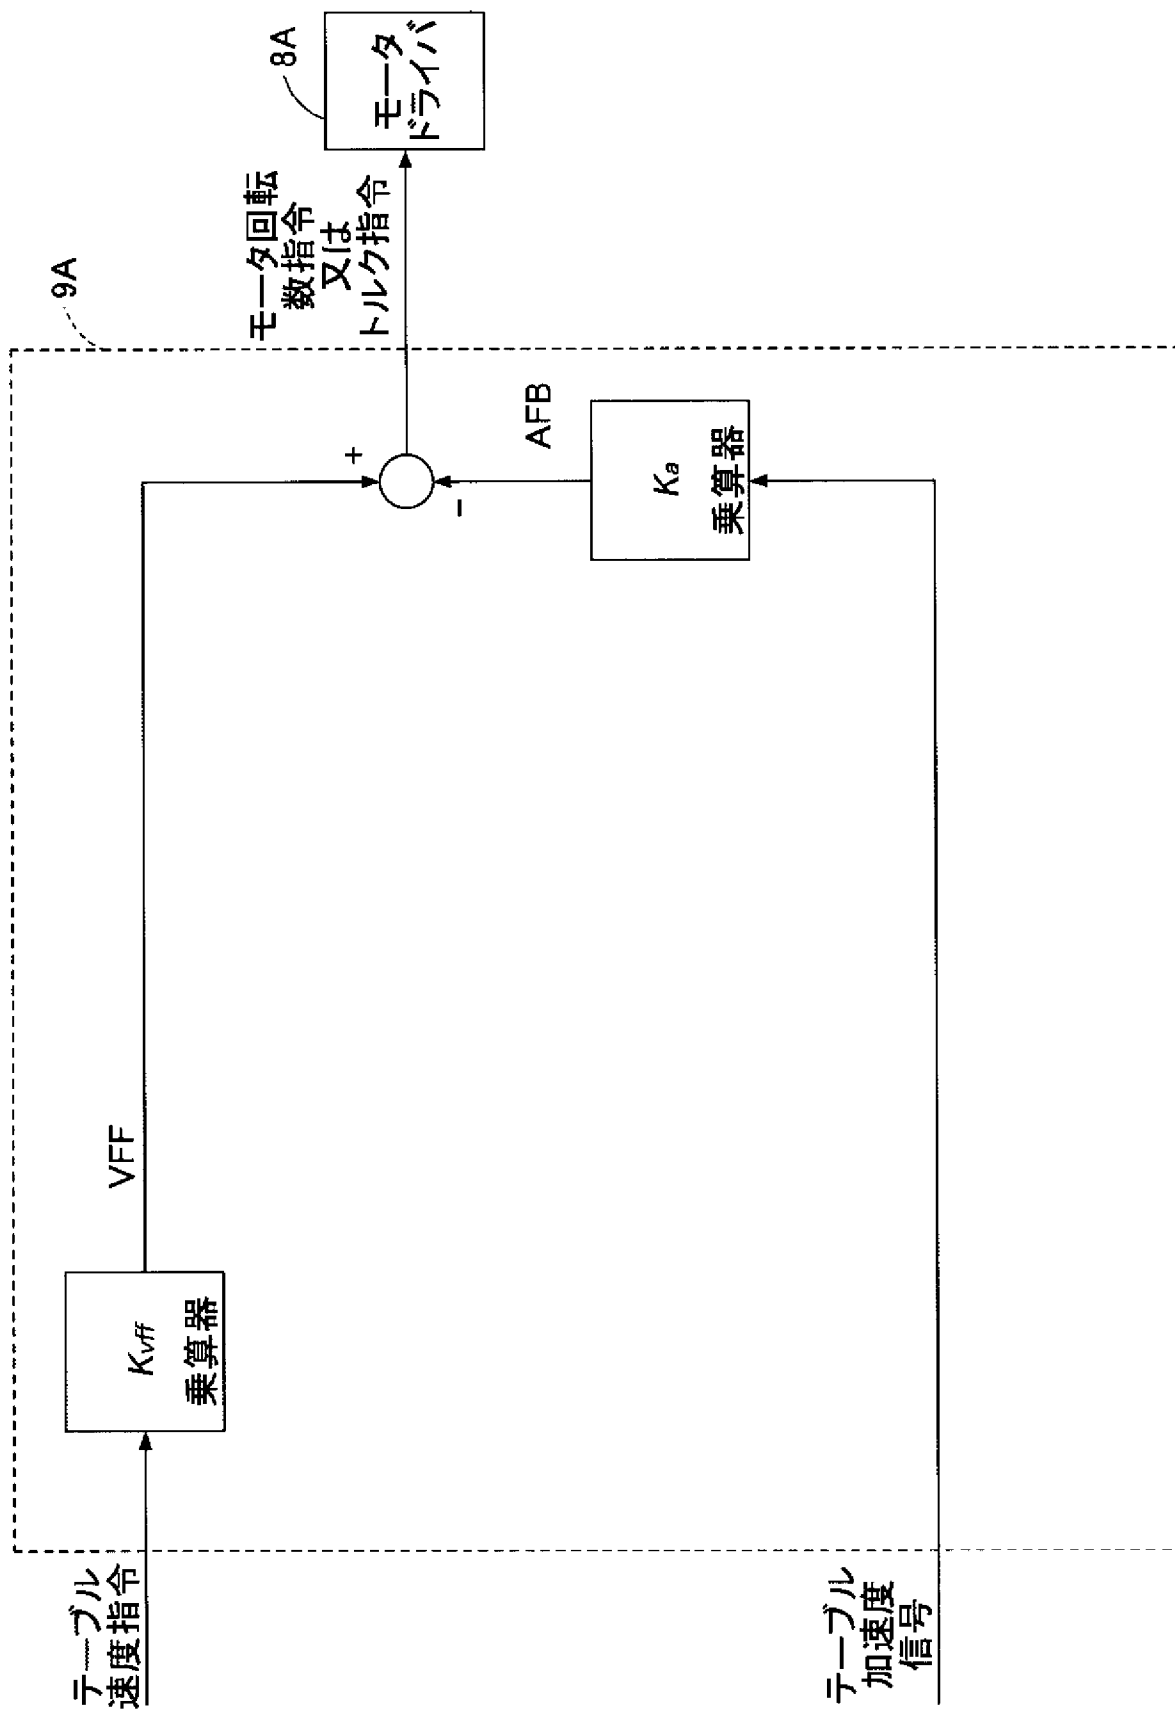 9A
テーブル
速度指令
Kvff
乗算器
VFF
+
-
モータ回転
数指令
又は
トルク指令
8A
モータ
ドライバ
AFB
Ka
乗算器
テーブル
加速度
信号